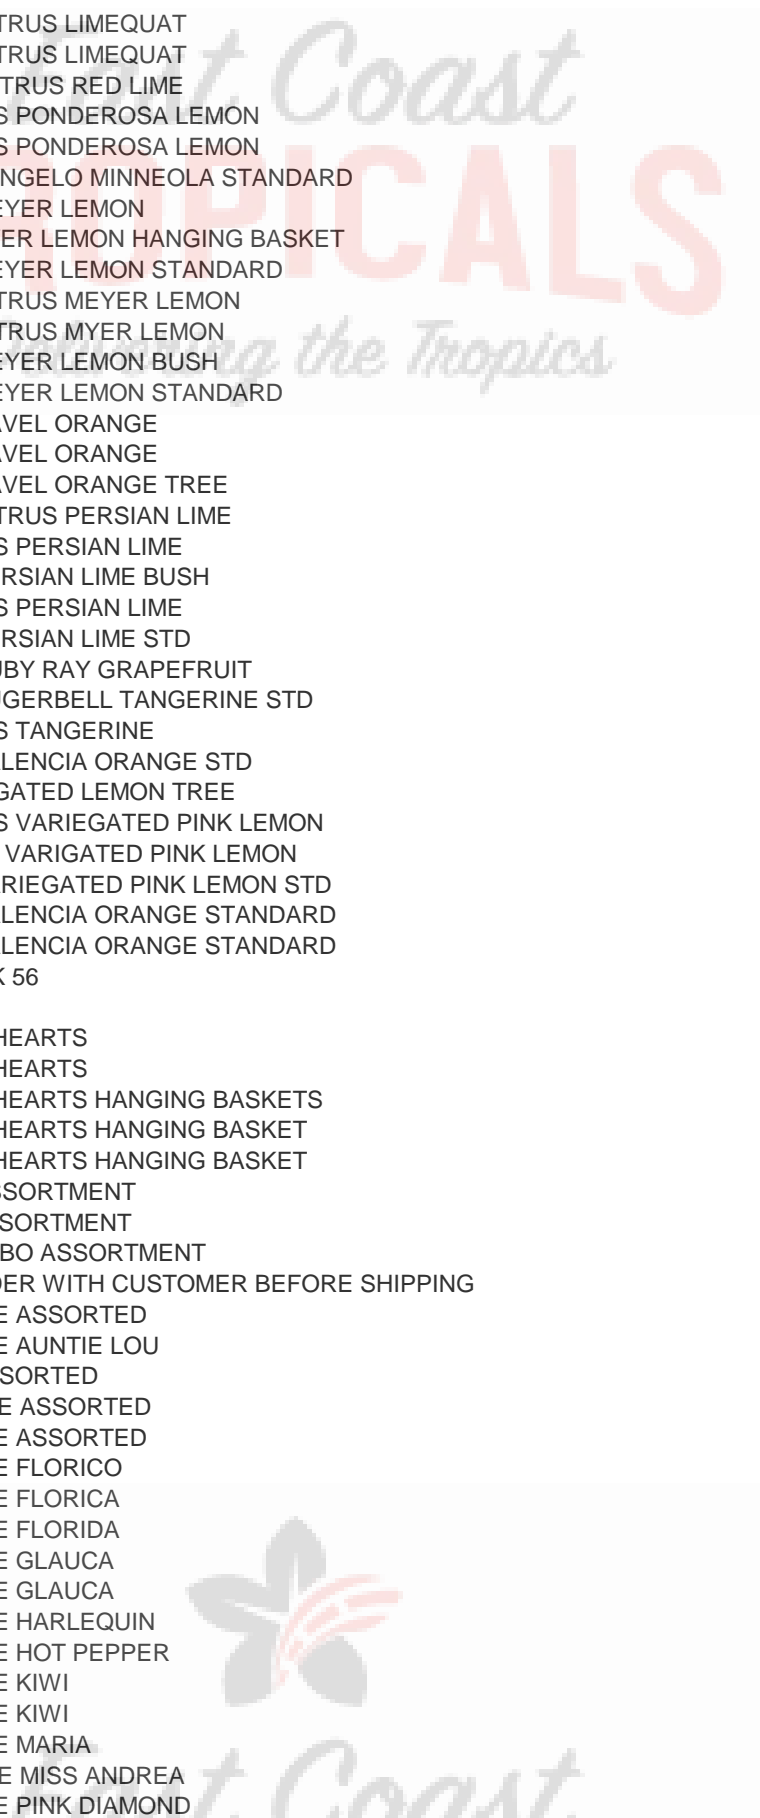 TRUS LIMEQUAT
TRUS LIMEQUAT
TRUS RED LIME
S PONDEROSA LEMON
S PONDEROSA LEMON
NGELO MINNEOLA STANDARD
EYER LEMON
ER LEMON HANGING BASKET
EYER LEMON STANDARD
TRUS MEYER LEMON
TRUS MYER LEMON
EYER LEMON BUSH
EYER LEMON STANDARD
AVEL ORANGE
AVEL ORANGE
AVEL ORANGE TREE
TRUS PERSIAN LIME
S PERSIAN LIME
RSIAN LIME BUSH
S PERSIAN LIME
ERSIAN LIME STD
UBY RAY GRAPEFRUIT
UGERBELL TANGERINE STD
S TANGERINE
LENCIA ORANGE STD
GATED LEMON TREE
S VARIEGATED PINK LEMON
VARIGATED PINK LEMON
RIEGATED PINK LEMON STD
LENCIA ORANGE STANDARD
LENCIA ORANGE STANDARD
K 56
HEARTS
HEARTS
HEARTS HANGING BASKETS
HEARTS HANGING BASKET
HEARTS HANGING BASKET
SSORTMENT
SORTMENT
BO ASSORTMENT
DER WITH CUSTOMER BEFORE SHIPPING
E ASSORTED
E AUNTIE LOU
SORTED
E ASSORTED
E ASSORTED
E FLORICO
E FLORICA
E FLORIDA
E GLAUCA
E GLAUCA
E HARLEQUIN
E HOT PEPPER
E KIWI
E KIWI
E MARIA
E MISS ANDREA
E PINK DIAMOND
East Coast
ROPICALS
Delivering the Tropics
East Coast